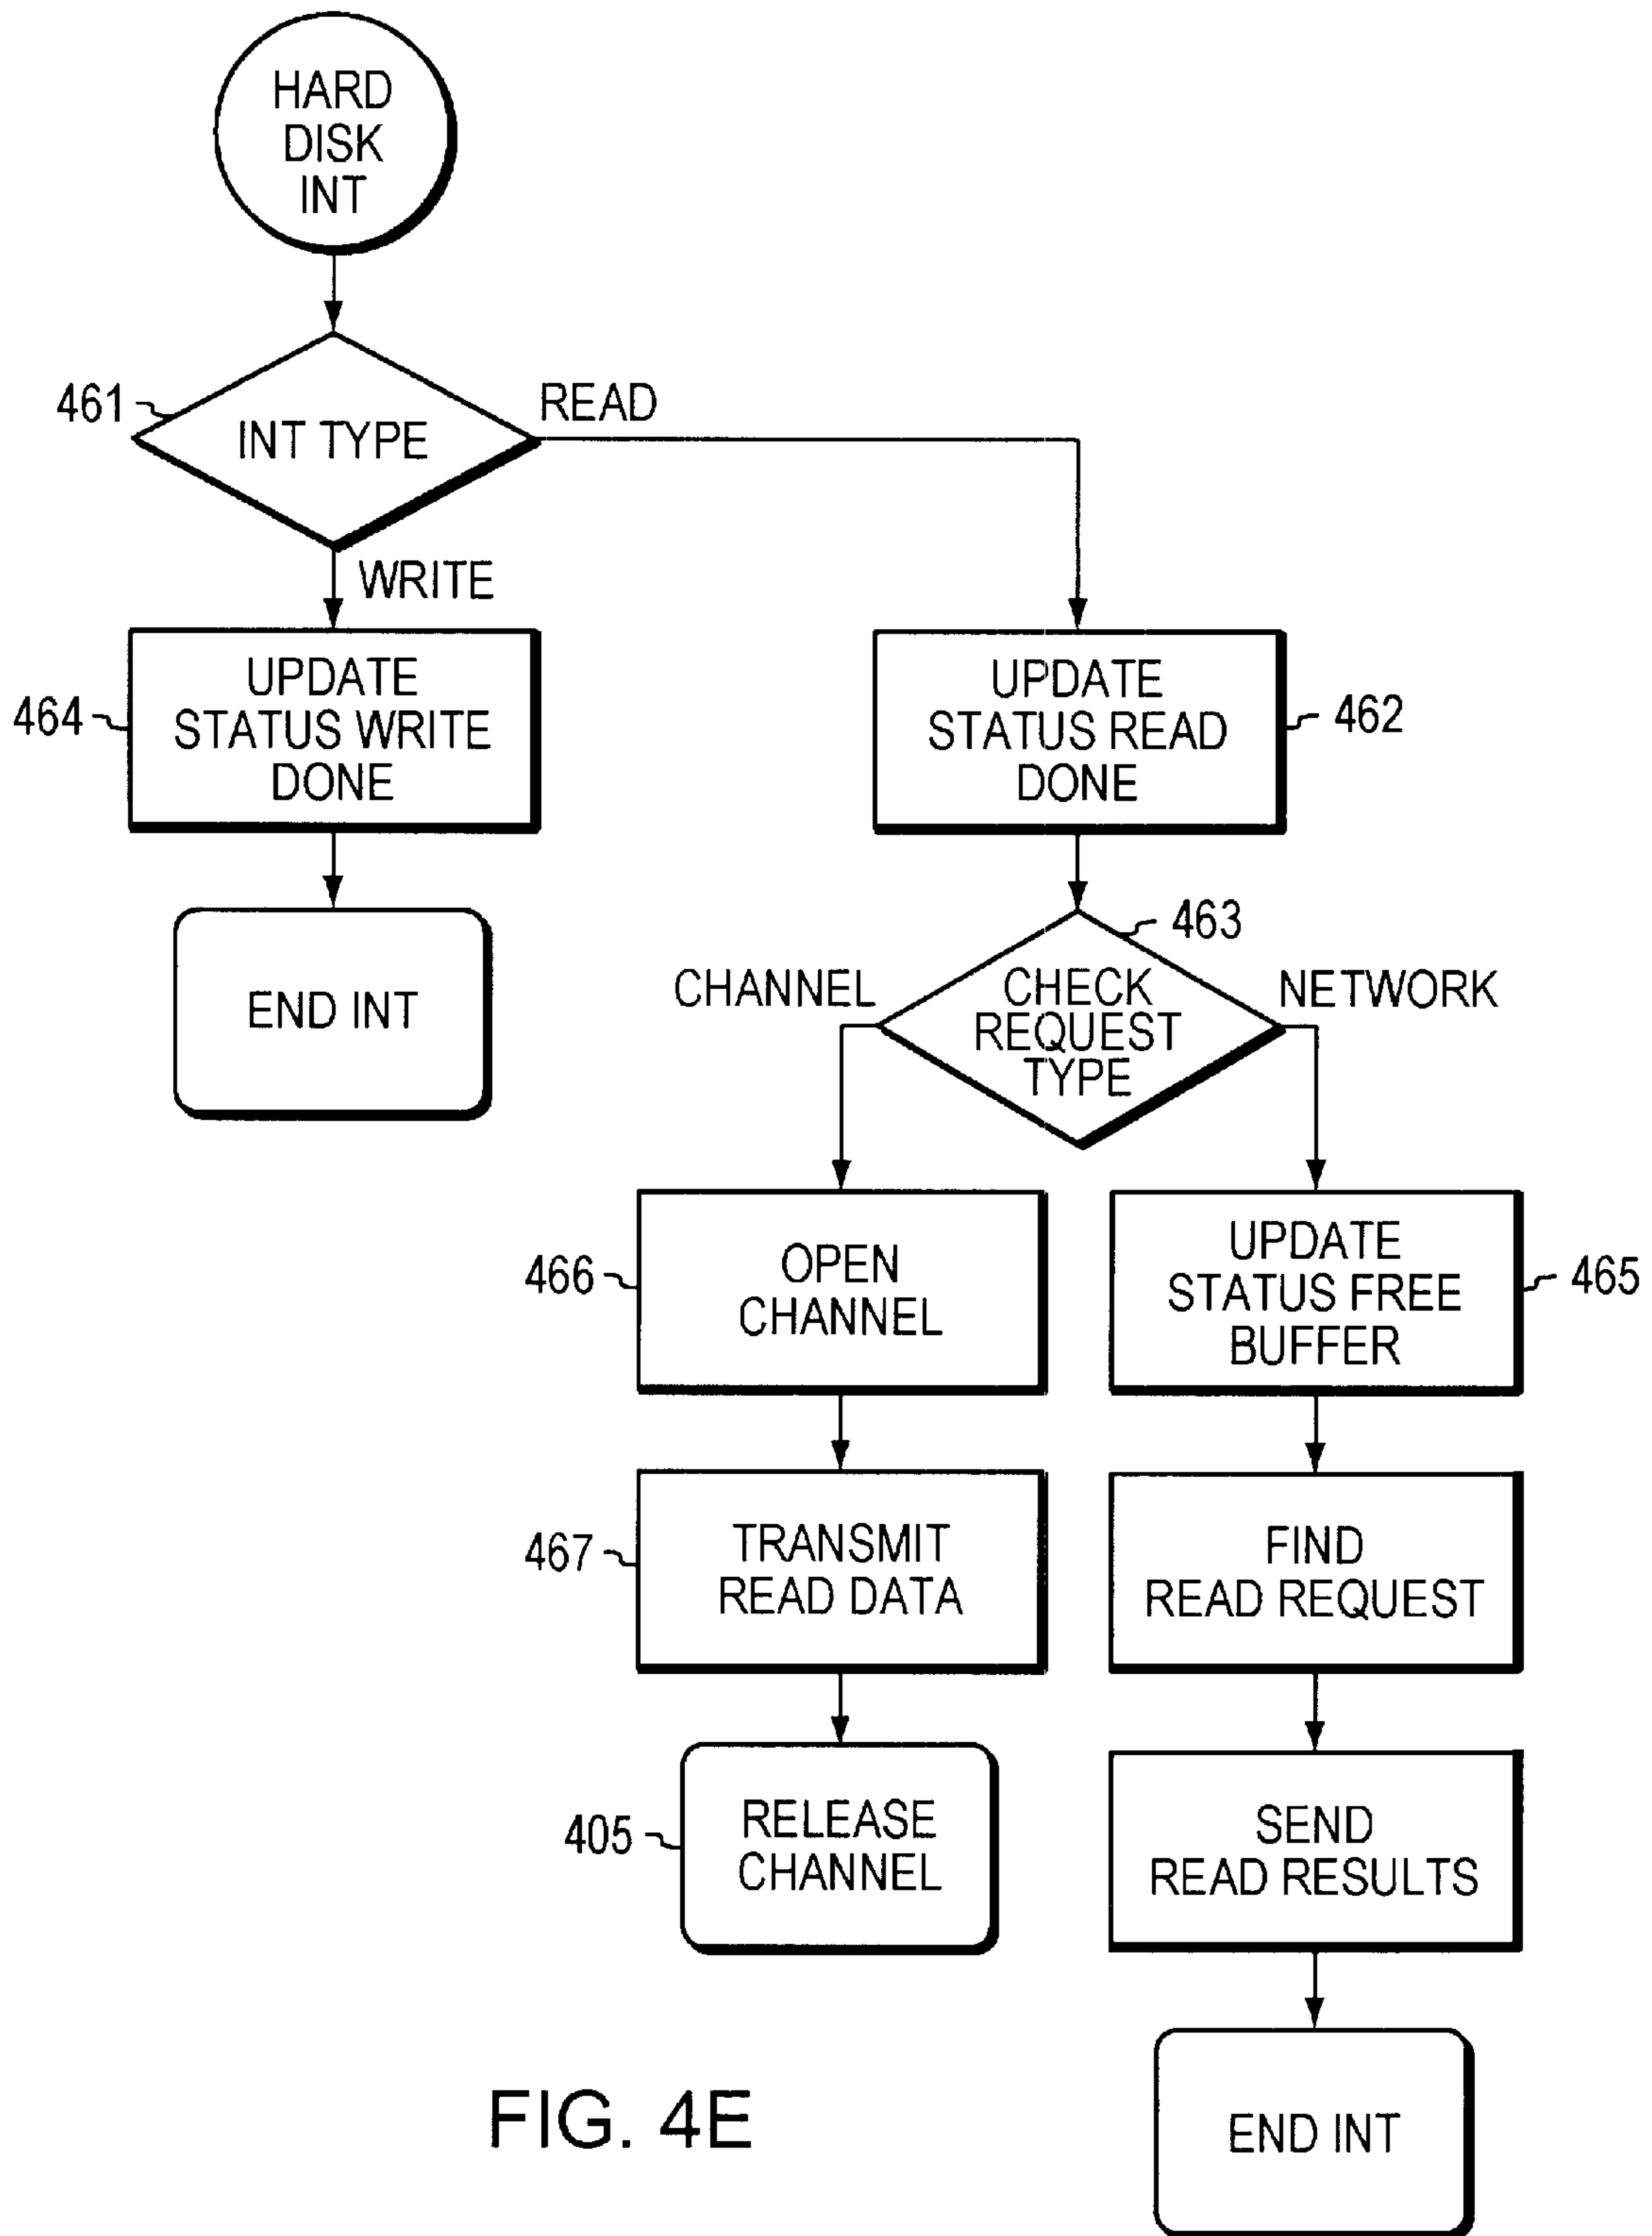 HARD
DISK
INT
461
INT TYPE
READ
WRITE
464
UPDATE
STATUS WRITE
DONE
UPDATE
STATUS READ
DONE
462
END INT
463
CHANNEL
CHECK
REQUEST
TYPE
NETWORK
466
OPEN
CHANNEL
UPDATE
STATUS FREE
BUFFER
465
467
TRANSMIT
READ DATA
FIND
READ REQUEST
405
RELEASE
CHANNEL
SEND
READ RESULTS
END INT
FIG. 4E